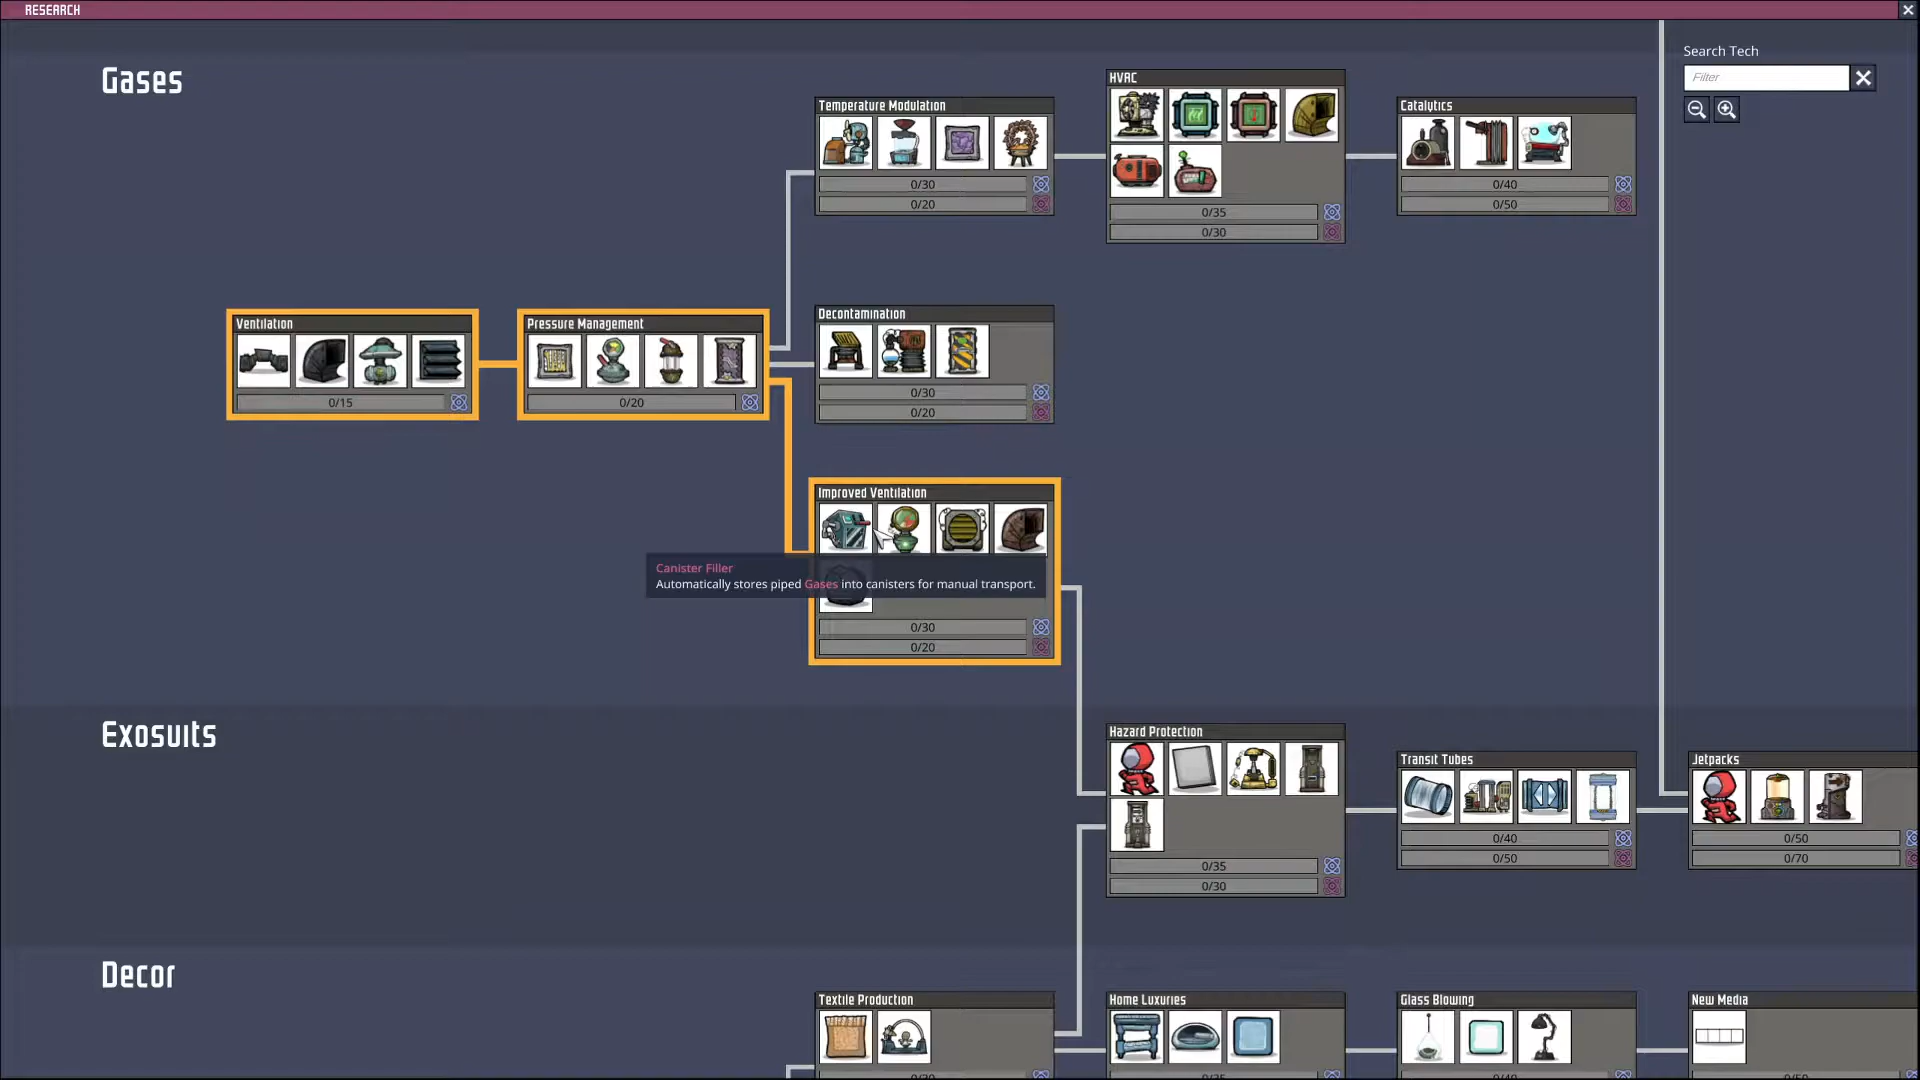 RESEARCH
Search Tech
Filter
Gases
Temperature Modulation
0/30
0/20
HVAC
0/35
0/30
Catalytics
0/40
0/50
Ventilation
0/15
Pressure Management
0/20
Decontamination
0/30
0/20
Improved Ventilation
Canister Filler
Automatically stores piped Gases into canisters for manual transport.
0/30
0/20
Exosuits
Hazard Protection
0/35
0/30
Transit Tubes
0/40
0/50
Jetpacks
0/50
0/70
Decor
Textile Production
Home Luxuries
Glass Blowing
New Media